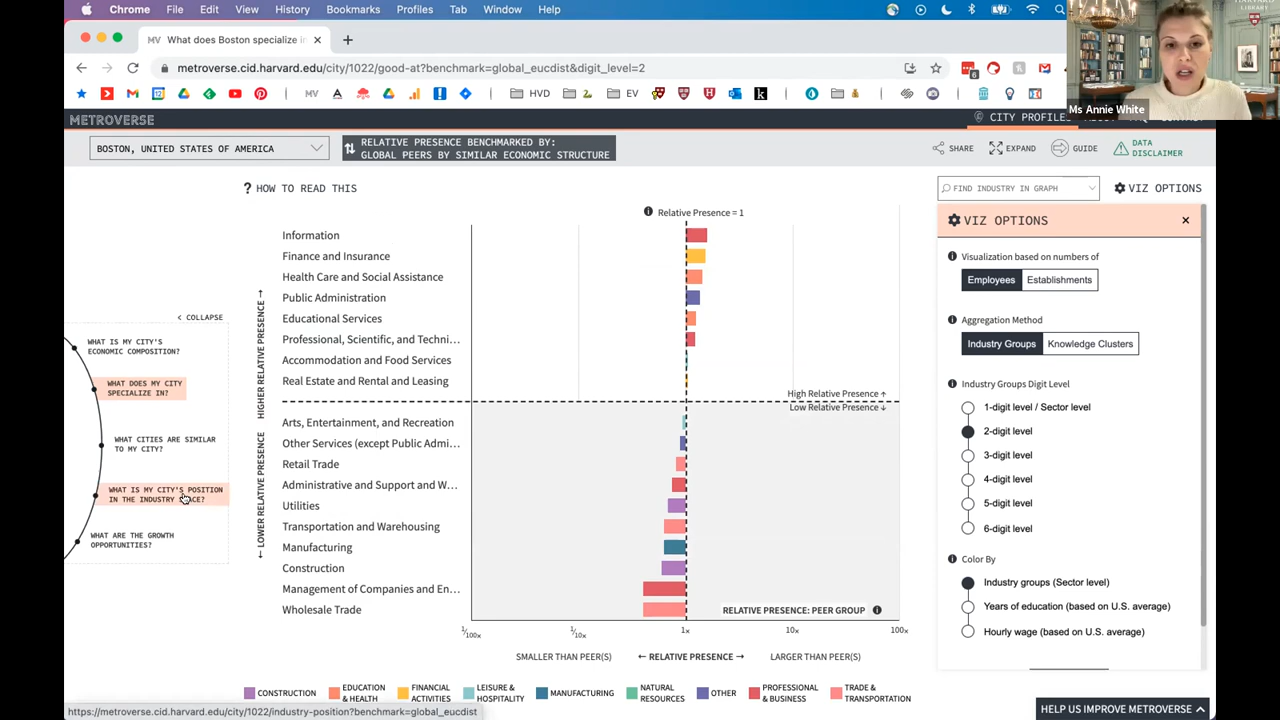 Chrome File Edit View History Bookmarks Profiles Tab Window Help
HARVARD
LIBRARY
MV What does Boston specialize in
metroverse.cid.harvard.edu/city/1022/good-at?benchmark=global_eucdist&digit_level=2
6
MV HVD 2 EV
Ms Annie White
METROVERSE
CITY PROFILES
BOSTON, UNITED STATES OF AMERICA
RELATIVE PRESENCE BENCHMARKED BY:
GLOBAL PEERS BY SIMILAR ECONOMIC STRUCTURE
SHARE
EXPAND
GUIDE
DATA
DISCLAIMER
? HOW TO READ THIS
FIND INDUSTRY IN GRAPH
VIZ OPTIONS
< COLLAPSE
WHAT IS MY CITY'S
ECONOMIC COMPOSITION?
WHAT DOES MY CITY
SPECIALIZE IN?
WHAT CITIES ARE SIMILAR
TO MY CITY?
WHAT IS MY CITY'S POSITION
IN THE INDUSTRY
WHAT ARE THE GROWTH
OPPORTUNITIES?
Relative Presence = 1
HIGHER RELATIVE PRESENCE →
← LOWER RELATIVE PRESENCE
Information
Finance and Insurance
Health Care and Social Assistance
Public Administration
Educational Services
Professional, Scientific, and Techni...
Accommodation and Food Services
Real Estate and Rental and Leasing
High Relative Presence ↑
Low Relative Presence ↓
Arts, Entertainment, and Recreation
Other Services (except Public Admi...
Retail Trade
Administrative and Support and W...
Utilities
Transportation and Warehousing
Manufacturing
Construction
Management of Companies and En...
Wholesale Trade
RELATIVE PRESENCE: PEER GROUP
1/100x 1/10x 1x 10x 100x
SMALLER THAN PEER(S) ← RELATIVE PRESENCE → LARGER THAN PEER(S)
CONSTRUCTION
EDUCATION
& HEALTH
FINANCIAL
ACTIVITIES
LEISURE &
HOSPITALITY
MANUFACTURING
NATURAL
RESOURCES
OTHER
PROFESSIONAL
& BUSINESS
TRADE &
TRANSPORTATION
VIZ OPTIONS
Visualization based on numbers of
Employees Establishments
Aggregation Method
Industry Groups Knowledge Clusters
Industry Groups Digit Level
1-digit level / Sector level
2-digit level
3-digit level
4-digit level
5-digit level
6-digit level
Color By
Industry groups (Sector level)
Years of education (based on U.S. average)
Hourly wage (based on U.S. average)
HELP US IMPROVE METROVERSE
https://metroverse.cid.harvard.edu/city/1022/industry-position?benchmark=global_eucdist